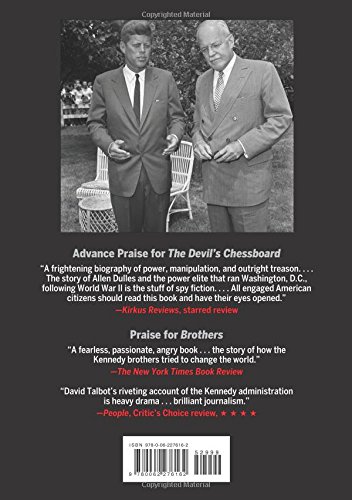 Copyrighted Material
Advance Praise for The Devil's Chessboard
“A frightening biography of power, manipulation, and outright treason. . . .
The story of Allen Dulles and the power elite that ran Washington, D.C.,
following World War II is the stuff of spy fiction. . . . All engaged American
citizens should read this book and have their eyes opened.”
—Kirkus Reviews, starred review
Praise for Brothers
“A fearless, passionate, angry book . . . the story of how the
Kennedy brothers tried to change the world.”
—The New York Times Book Review
“David Talbot’s riveting account of the Kennedy administration
is heavy drama . . . brilliant journalism.”
—People, Critic’s Choice review, ★ ★ ★ ★
ISBN 978-0-06-227616-2
52999
9 780062 276162
Copyrighted Material